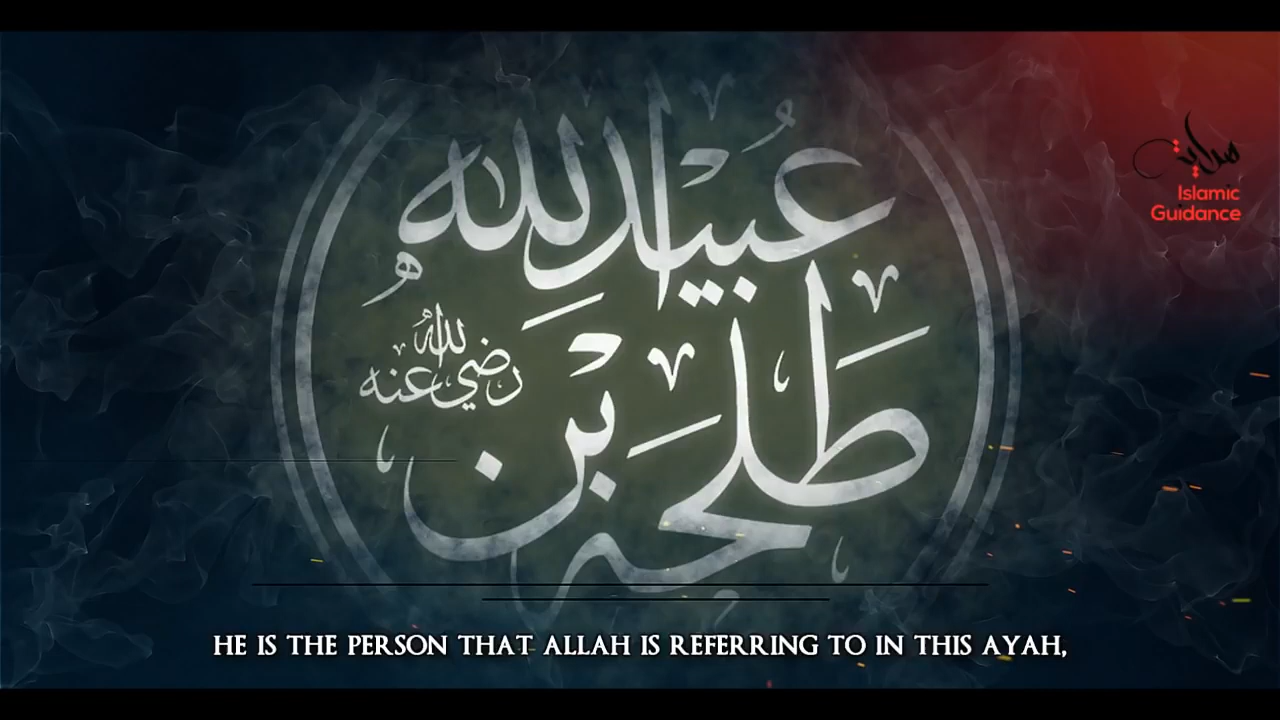 طلحة بن
عبيد الله
رضي الله عنه
هداية
Islamic
Guidance
HE IS THE PERSON THAT ALLAH IS REFERRING TO IN THIS AYAH,